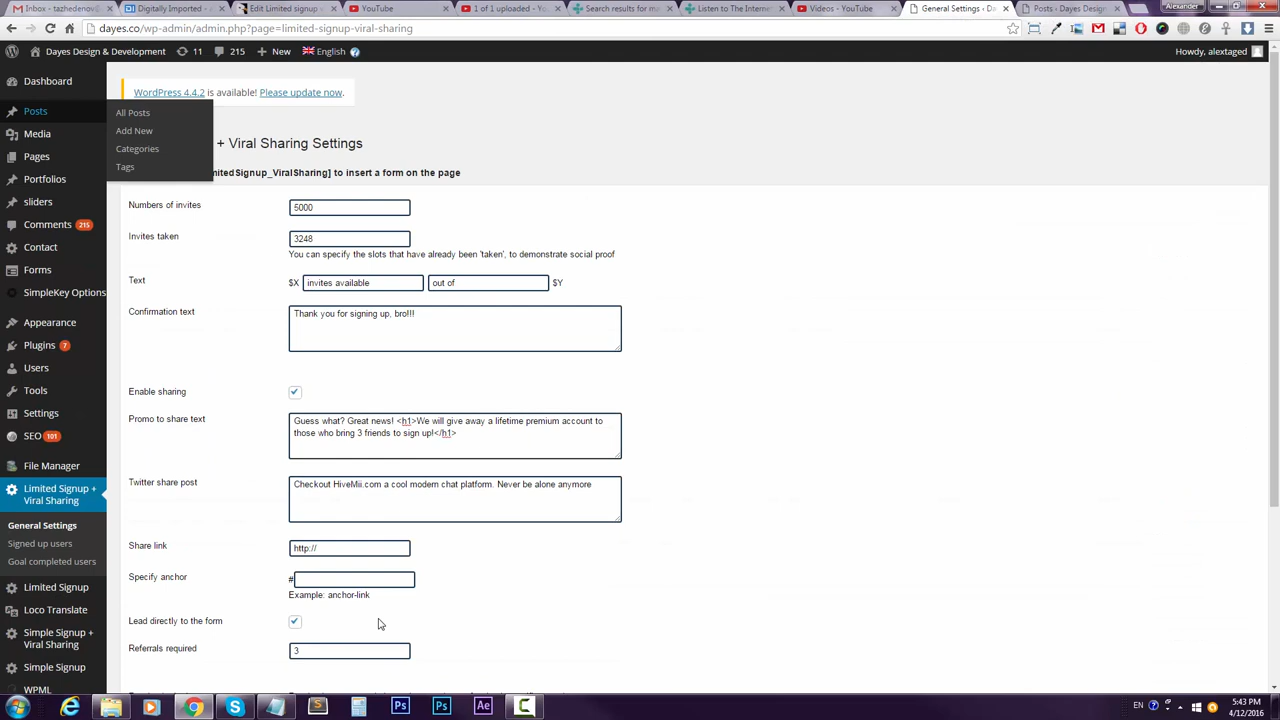 Inbox - tazhedenov@
Digitally Imported - a
Edit Limited signup +
YouTube
1 of 1 uploaded - You
Search results for ma
Listen to The Internet
Videos - YouTube
General Settings ‹ Da
Posts ‹ Dayes Design
Alexander
dayes.co/wp-admin/admin.php?page=limited-signup-viral-sharing
Dayes Design & Development
11
215
New
English
Howdy, alextaged
Dashboard
Posts
Media
Pages
Portfolios
sliders
Comments 215
Contact
Forms
SimpleKey Options
Appearance
Plugins 7
Users
Tools
Settings
SEO 101
File Manager
Limited Signup +
Viral Sharing
General Settings
Signed up users
Goal completed users
Limited Signup
Loco Translate
Simple Signup +
Viral Sharing
Simple Signup
WPML
All Posts
Add New
Categories
Tags
WordPress 4.4.2 is available! Please update now.
+ Viral Sharing Settings
mitedSignup_ViralSharing] to insert a form on the page
Numbers of invites
5000
Invites taken
3248
You can specify the slots that have already been 'taken', to demonstrate social proof
Text
$X invites available out of $Y
Confirmation text
Thank you for signing up, bro!!!
Enable sharing
Promo to share text
Guess what? Great news! <h1>We will give away a lifetime premium account to
those who bring 3 friends to sign up!</h1>
Twitter share post
Checkout HiveMii.com a cool modern chat platform. Never be alone anymore
Share link
http://
Specify anchor
#
Example: anchor-link
Lead directly to the form
Referrals required
3
Ps
Ps
Ae
EN
5:43 PM
4/12/2016